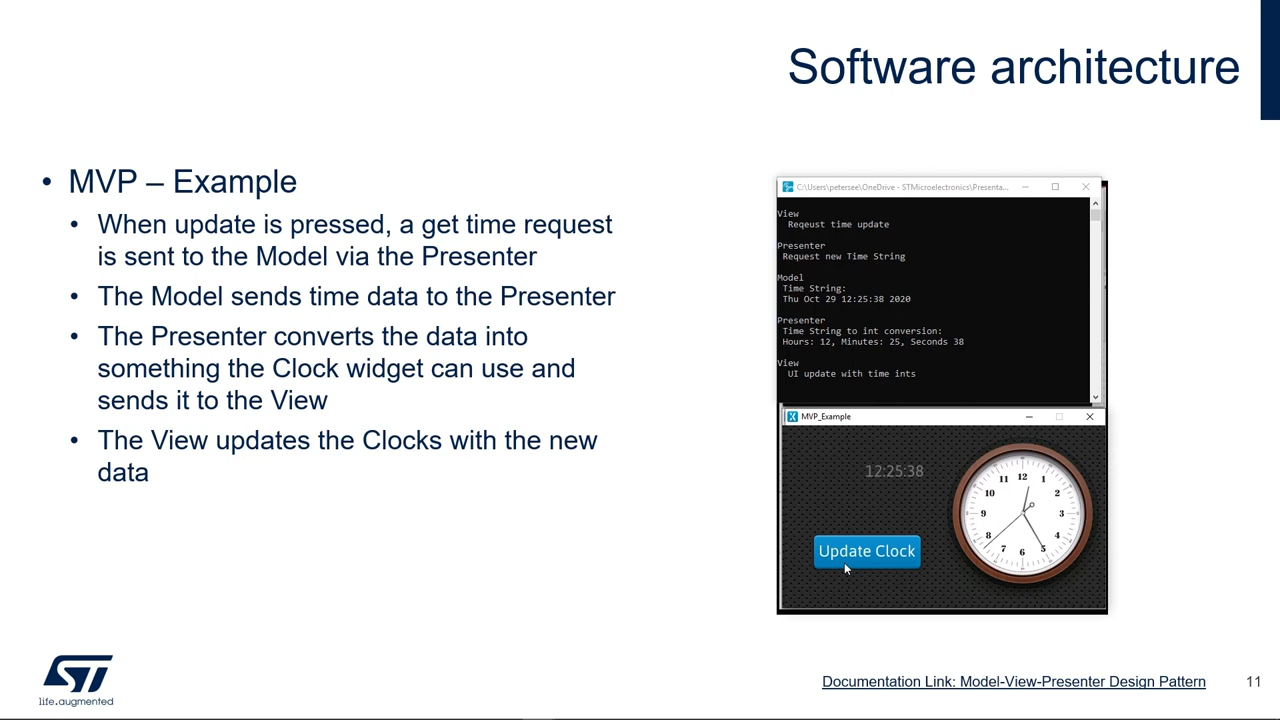 Software architecture
• MVP – Example
• When update is pressed, a get time request
is sent to the Model via the Presenter
• The Model sends time data to the Presenter
• The Presenter converts the data into
something the Clock widget can use and
sends it to the View
• The View updates the Clocks with the new
data
C:\Users\petersee\OneDrive - STMicroelectronics\Presenta...
View
Reqeust time update
Presenter
Request new Time String
Model
Time String:
Thu Oct 29 12:25:38 2020
Presenter
Time String to int conversion:
Hours: 12, Minutes: 25, Seconds 38
View
UI update with time ints
MVP_Example
12:25:38
Update Clock
12
1
2
3
4
5
6
7
8
9
10
11
ST
life.augmented
Documentation Link: Model-View-Presenter Design Pattern
11